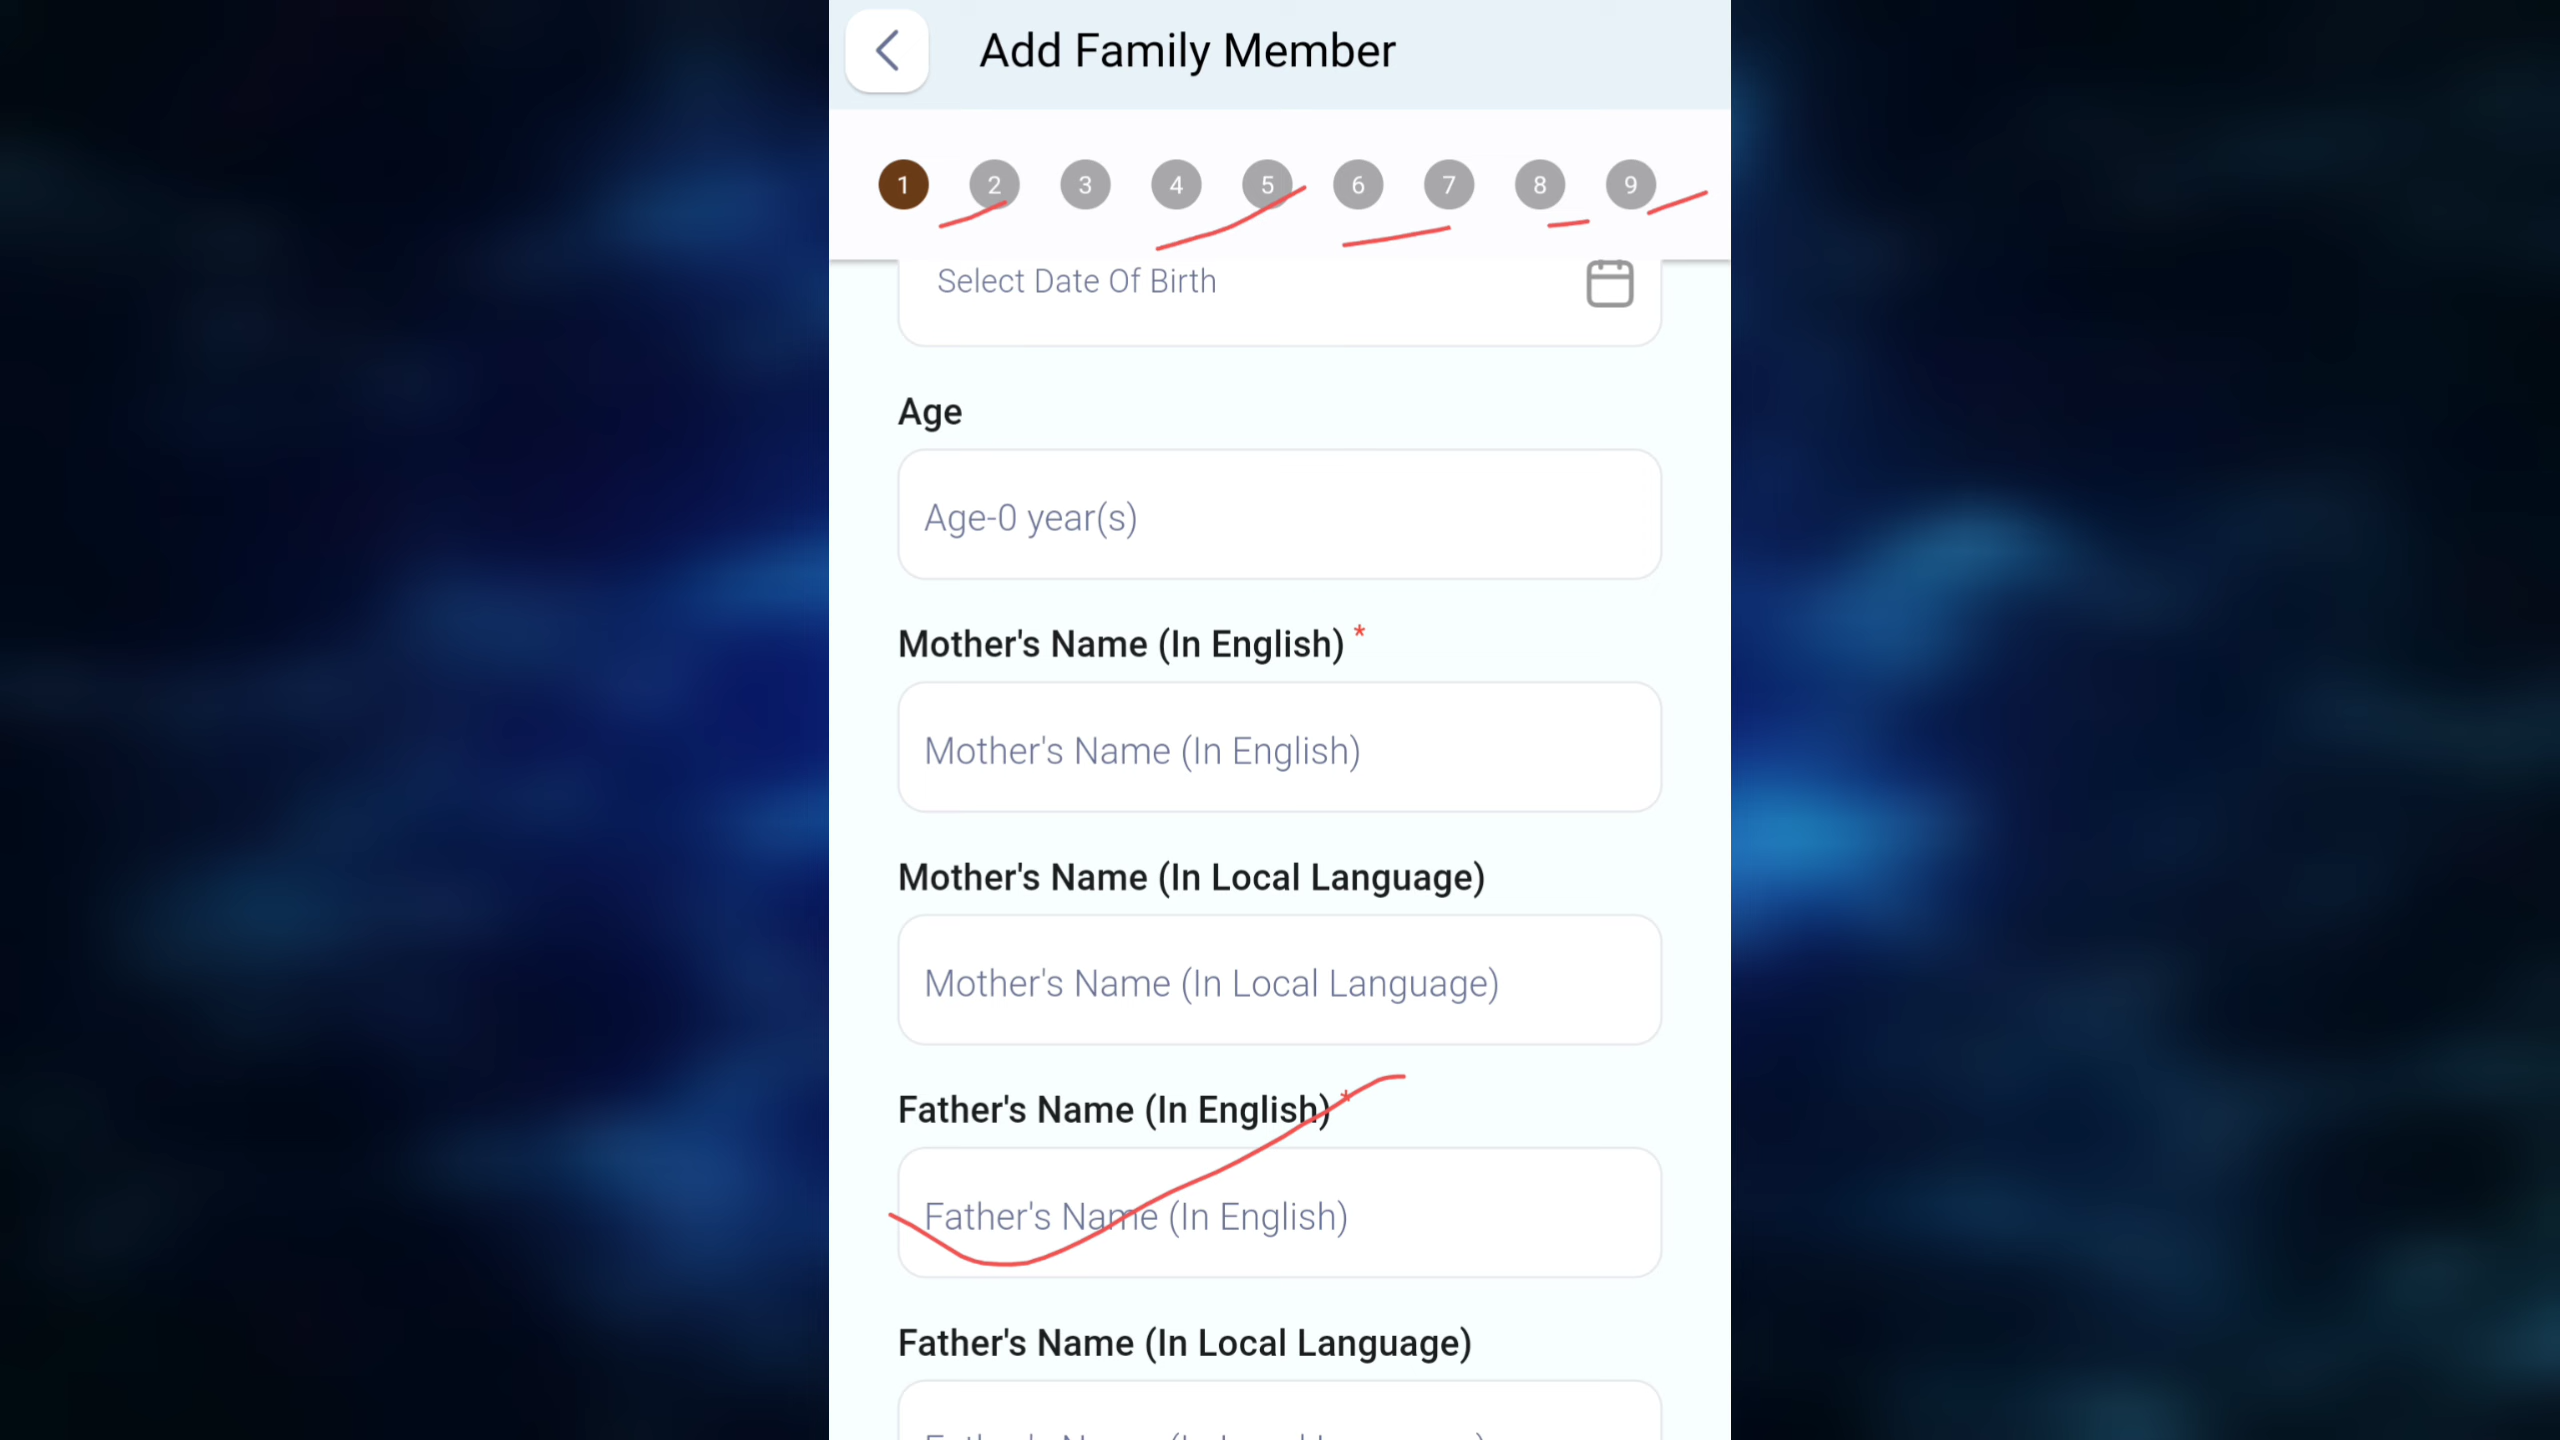 Add Family Member
1 2 3 4 5 6 7 8 9
Select Date Of Birth
Age
Age-0 year(s)
Mother's Name (In English) *
Mother's Name (In English)
Mother's Name (In Local Language)
Mother's Name (In Local Language)
Father's Name (In English) *
Father's Name (In English)
Father's Name (In Local Language)